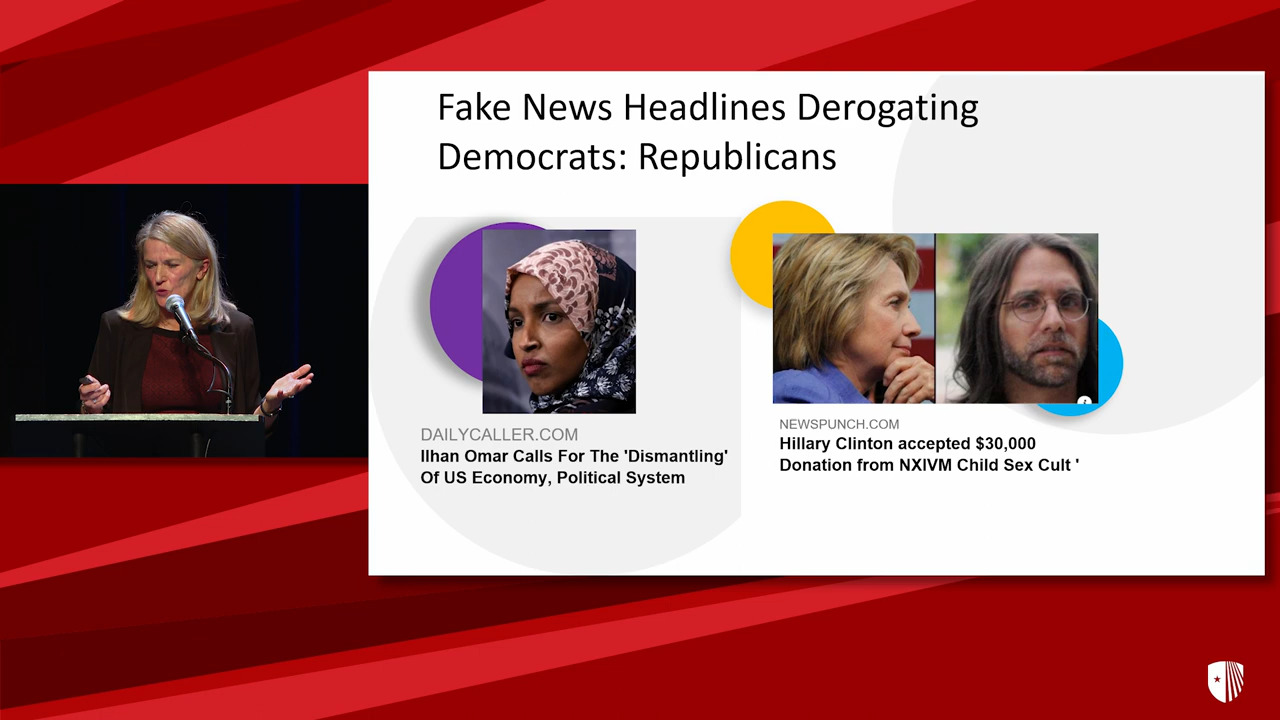 Fake News Headlines Derogating
Democrats: Republicans
DAILYCALLER.COM
Ilhan Omar Calls For The 'Dismantling'
Of US Economy, Political System
NEWSPUNCH.COM
Hillary Clinton accepted $30,000
Donation from NXIVM Child Sex Cult '